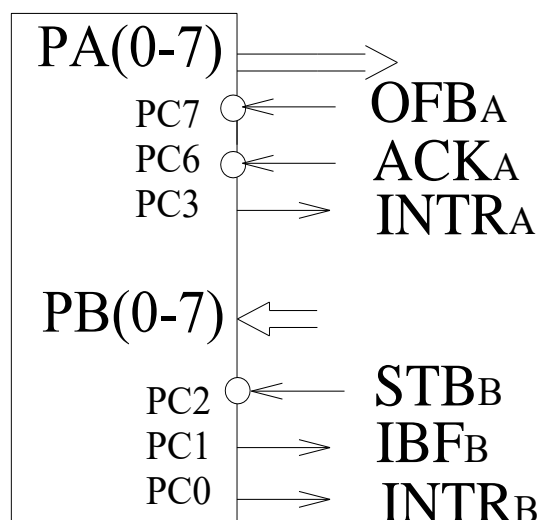 PA(0-7)
PC7 OFBA
PC6 ACKA
PC3 INTRA
PB(0-7)
PC2 STBB
PC1 IBFB
PC0 INTRB